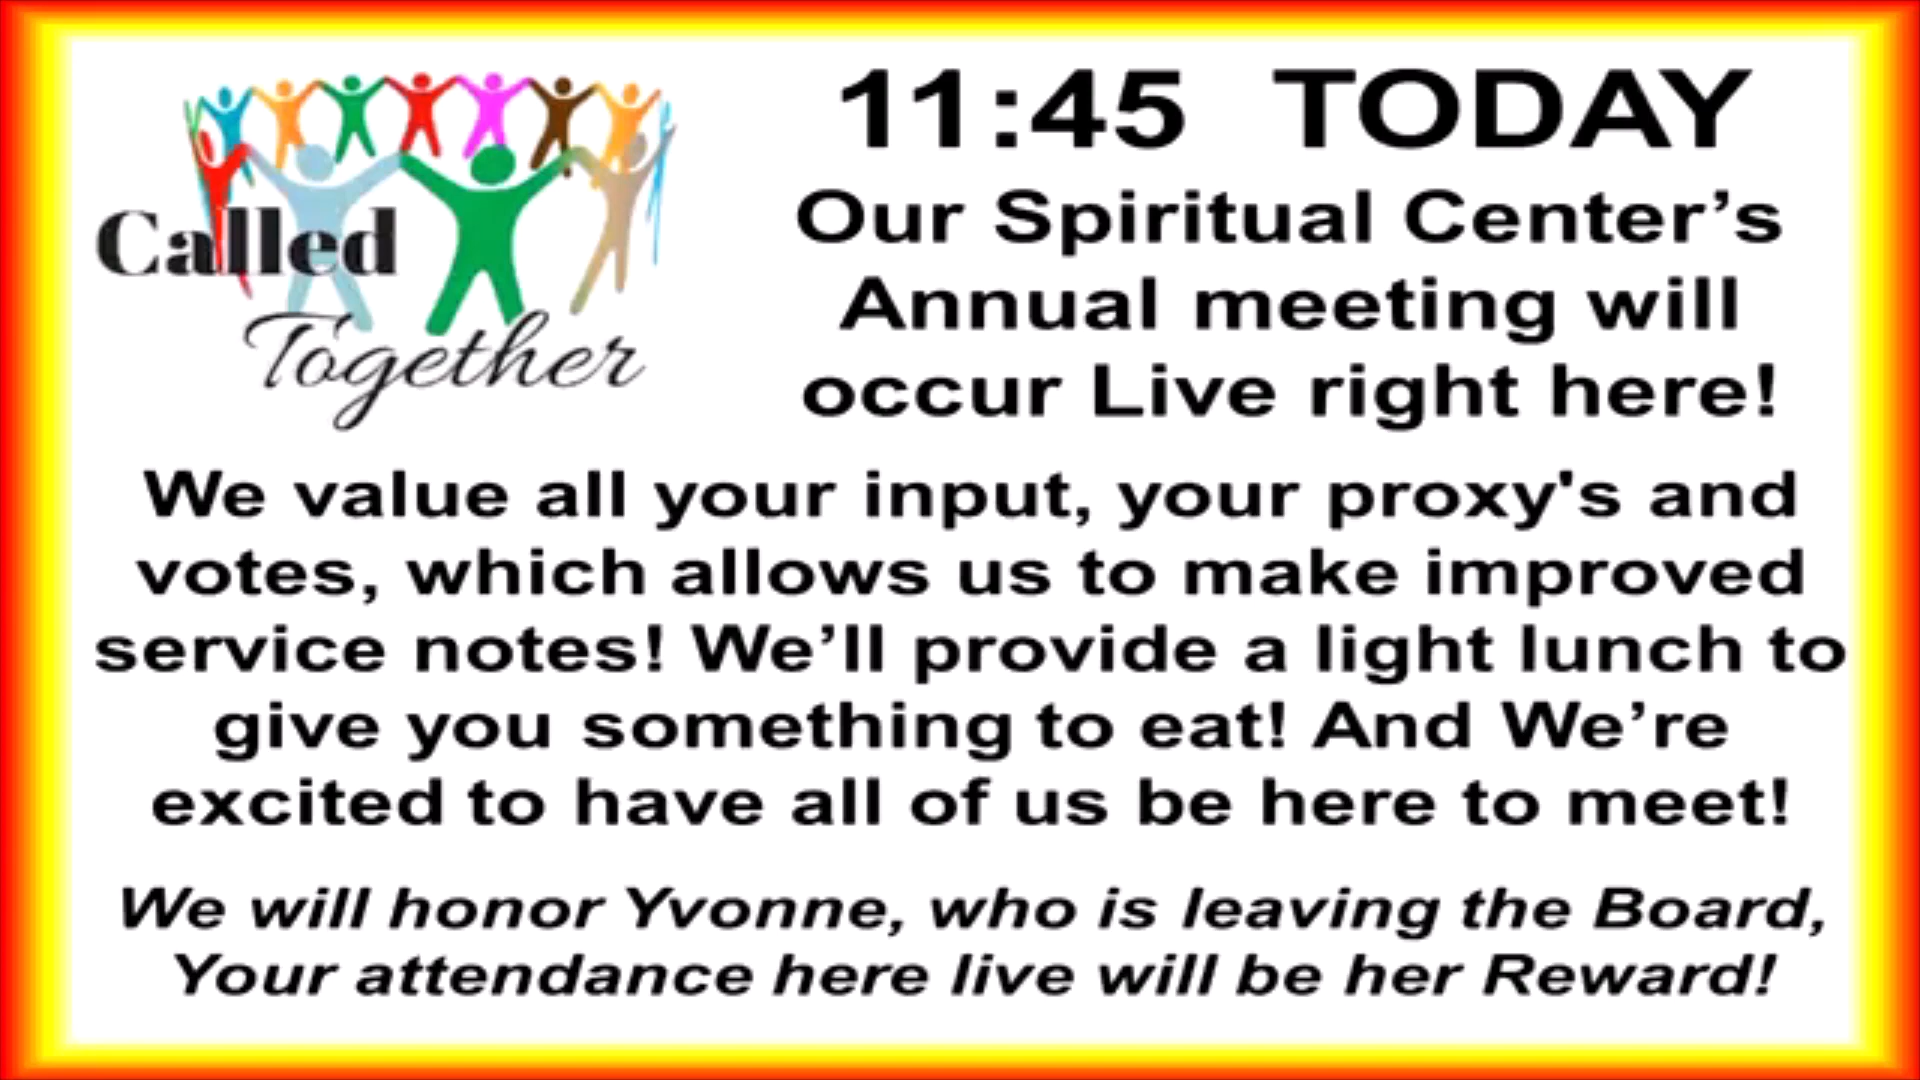 Called
Together
11:45 TODAY
Our Spiritual Center’s
Annual meeting will
occur Live right here!
We value all your input, your proxy's and
votes, which allows us to make improved
service notes! We’ll provide a light lunch to
give you something to eat! And We’re
excited to have all of us be here to meet!
We will honor Yvonne, who is leaving the Board,
Your attendance here live will be her Reward!